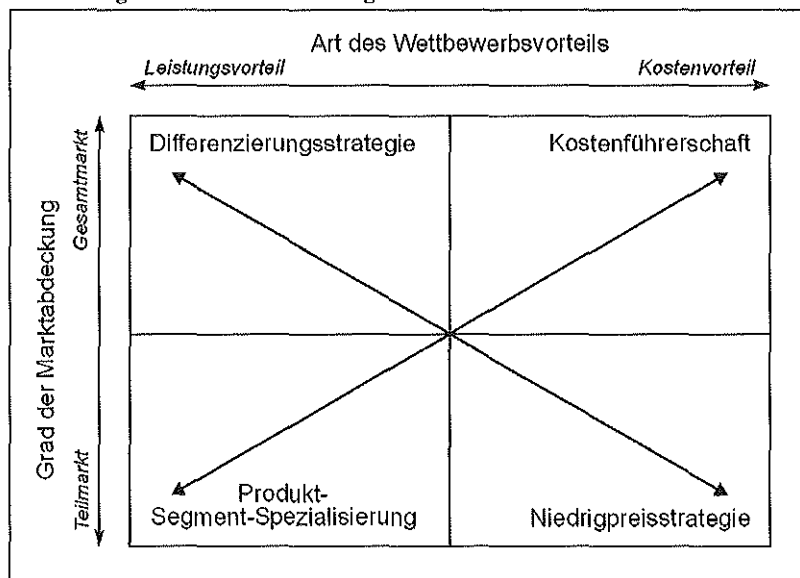 Art des Wettbewerbsvorteils
Leistungsvorteil Kostenvorteil
Differenzierungsstrategie Kostenführerschaft
Grad der Marktabdeckung
Gesamtmarkt
Teilmarkt
Produkt-
Segment-Spezialisierung Niedrigpreisstrategie